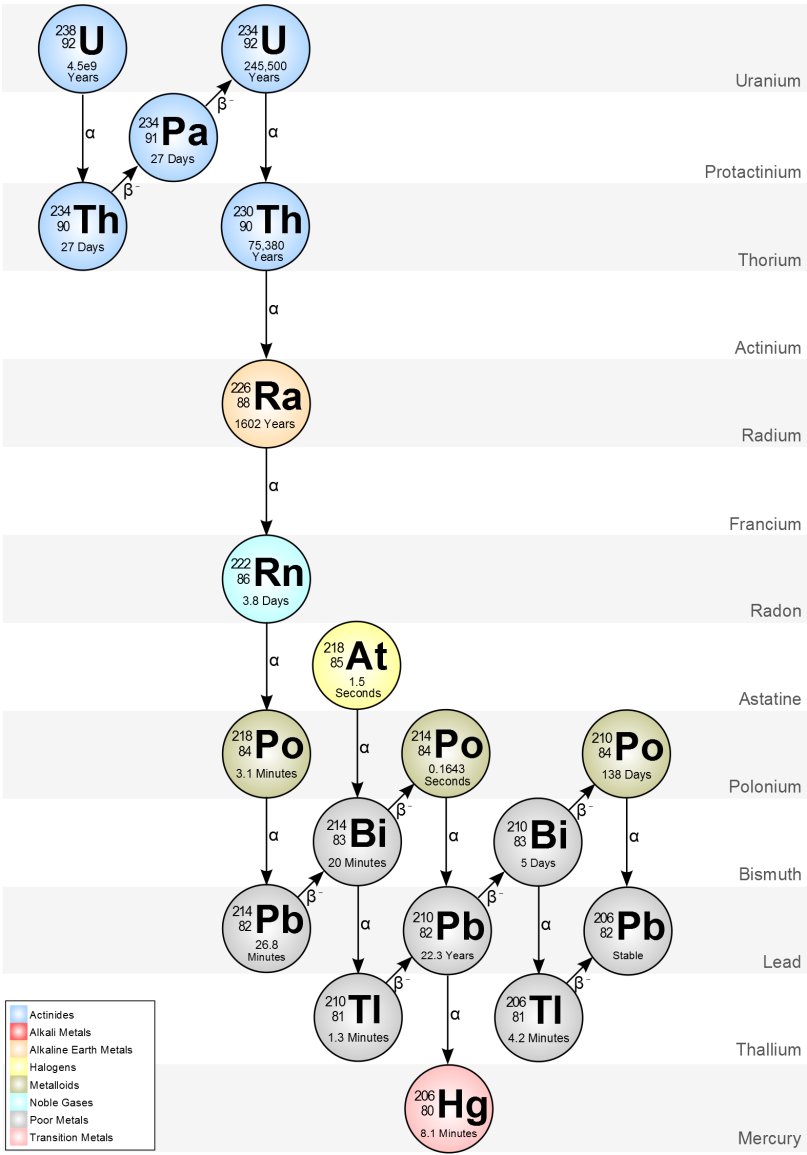 238
92 U
4.5e9
Years
234
92 U
245,500
Years
Uranium
α
β⁻
α
234
91 Pa
27 Days
Protactinium
β⁻
234
90 Th
27 Days
230
90 Th
75,380
Years
Thorium
α
Actinium
226
88 Ra
1602 Years
Radium
α
Francium
222
86 Rn
3.8 Days
Radon
α
218
85 At
1.5
Seconds
Astatine
218
84 Po
3.1 Minutes
α
214
84 Po
0.1643
Seconds
210
84 Po
138 Days
Polonium
α
214
83 Bi
20 Minutes
β⁻
α
210
83 Bi
5 Days
β⁻
α
Bismuth
214
82 Pb
26.8
Minutes
β⁻
α
210
82 Pb
22.3 Years
β⁻
α
206
82 Pb
Stable
Lead
210
81 Tl
1.3 Minutes
β⁻
α
206
81 Tl
4.2 Minutes
β⁻
Thallium
206
80 Hg
8.1 Minutes
Mercury
Actinides
Alkali Metals
Alkaline Earth Metals
Halogens
Metalloids
Noble Gases
Poor Metals
Transition Metals